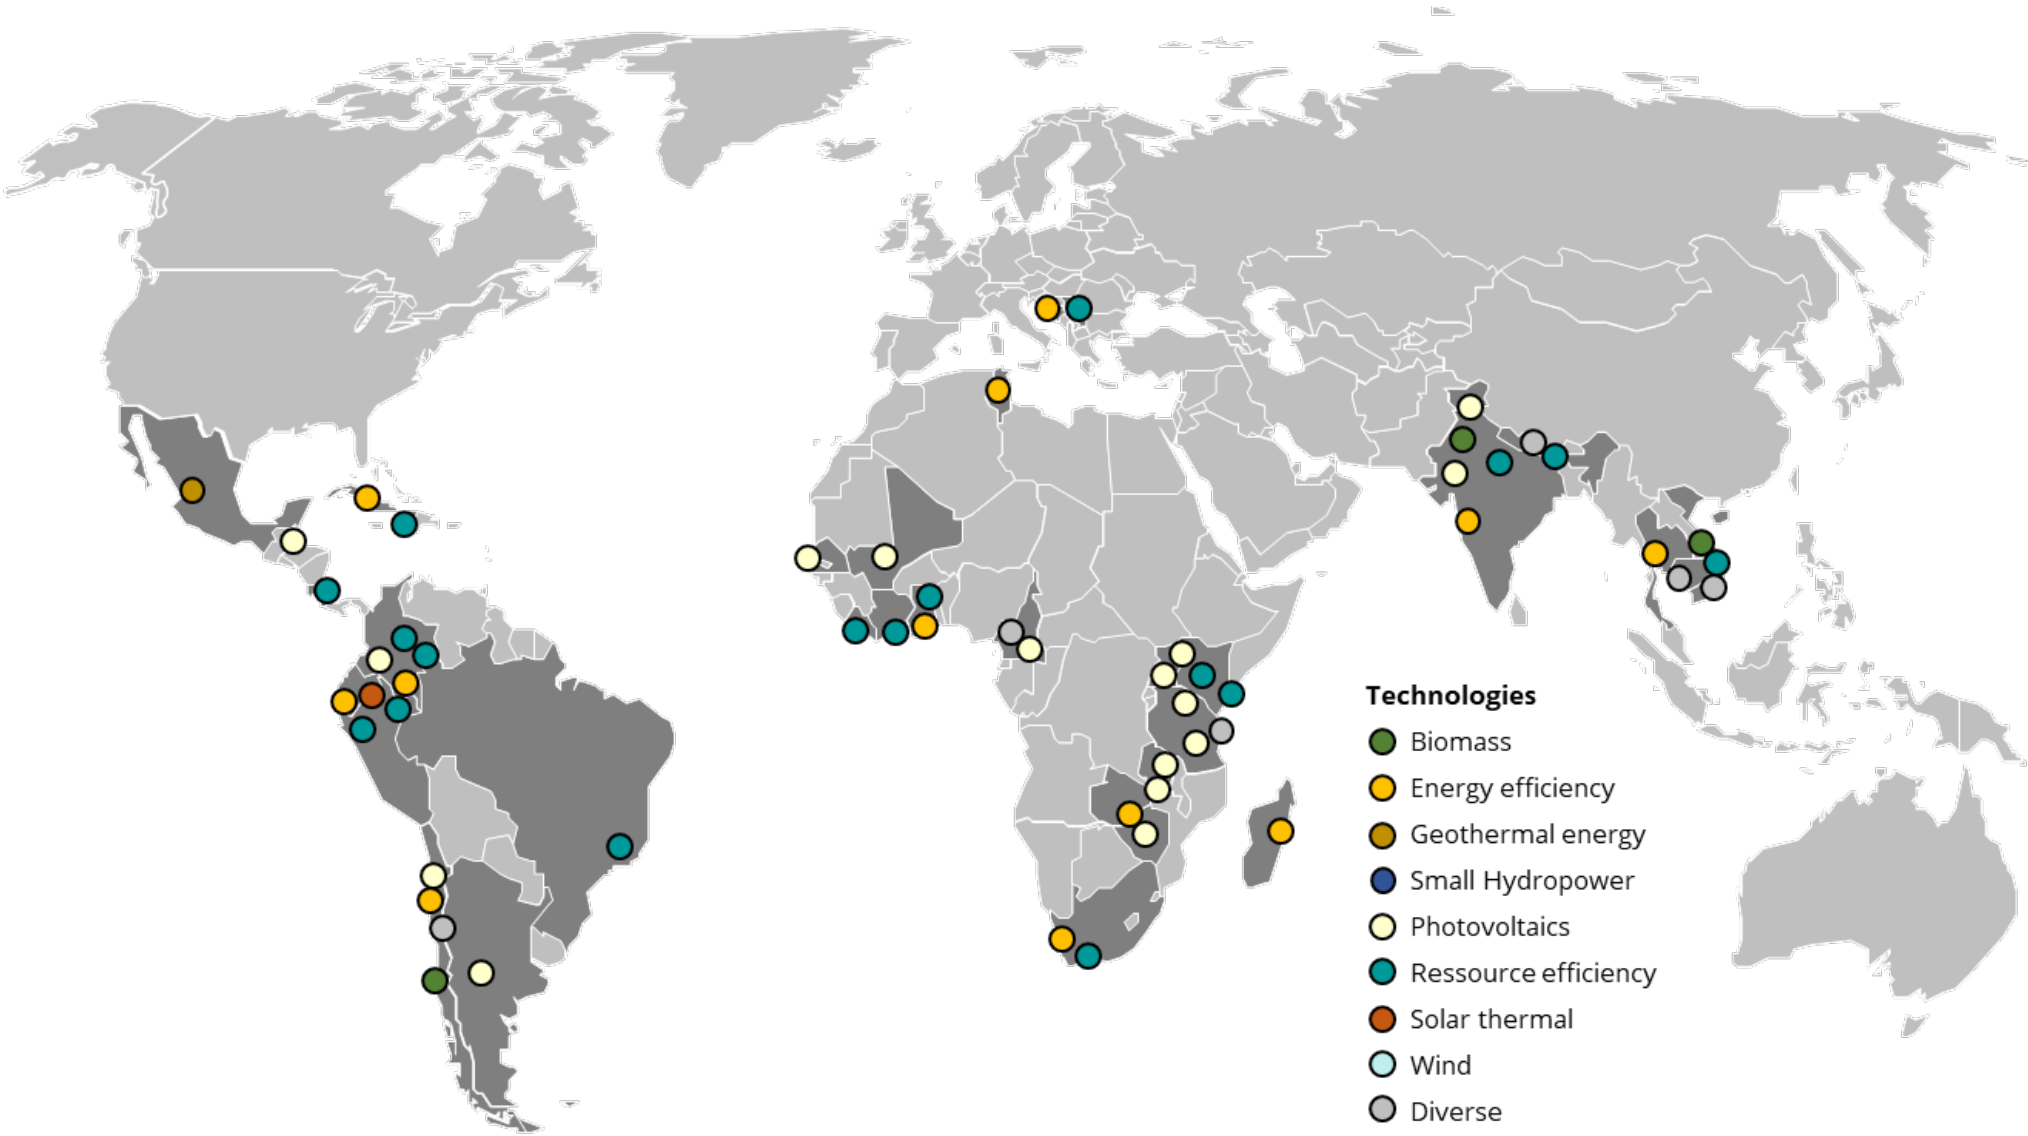 Technologies
Biomass
Energy efficiency
Geothermal energy
Small Hydropower
Photovoltaics
Ressource efficiency
Solar thermal
Wind
Diverse